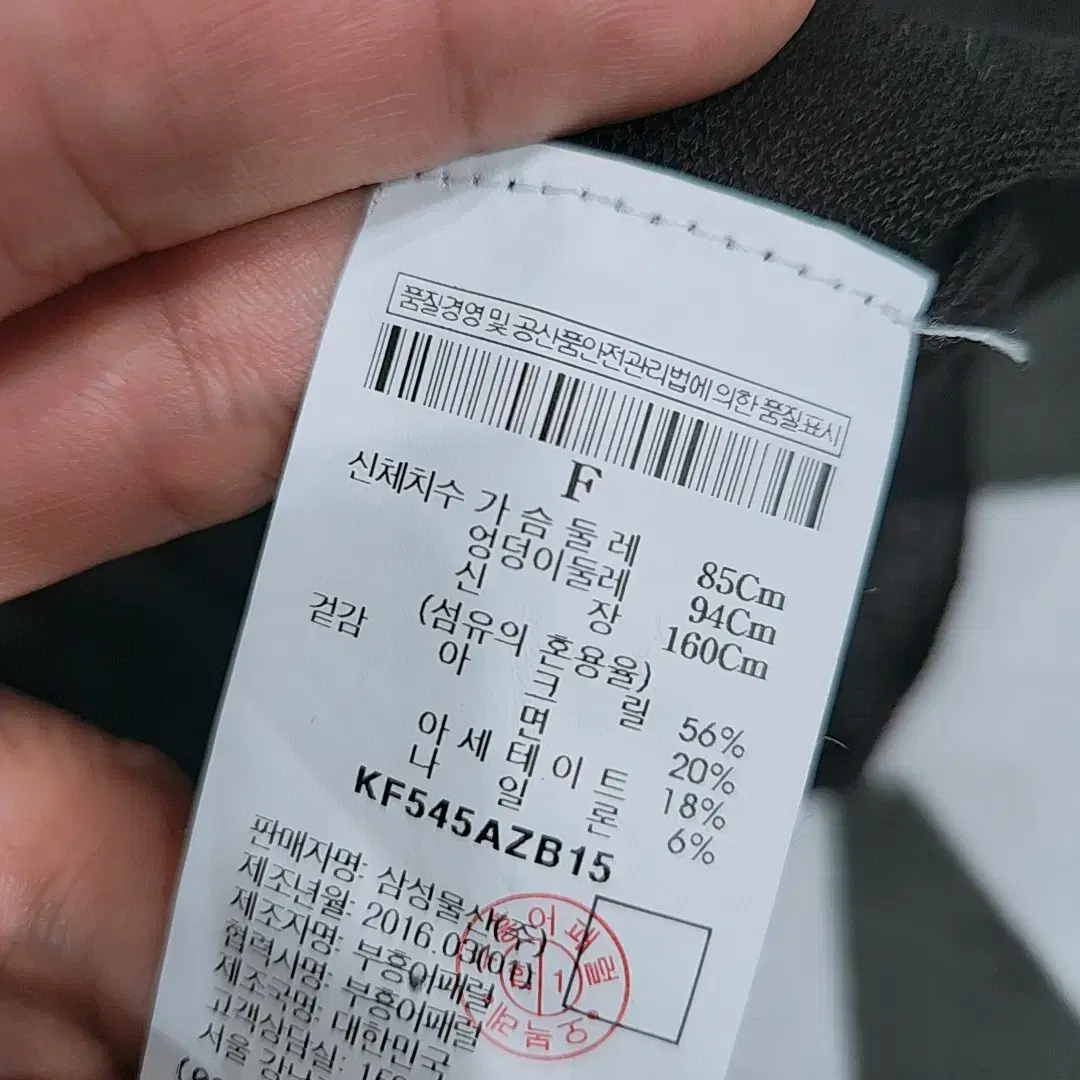 품질경영 및 공산품안전관리법에 의한 품질표시
F
신체치수 가슴둘레 85Cm
엉덩이둘레 94Cm
신장 160Cm
(섬유의 혼용율)
겉감 아크릴 56%
면 20%
아세테이트 18%
나일론 6%
KF545AZB15
판매자명: 삼성물산(주)
제조년월: 2016.03(01)
제조자명: 부흥어패럴
협력사명: 부흥어패럴
제조국명: 대한민국
고객상담실:
서울 강남